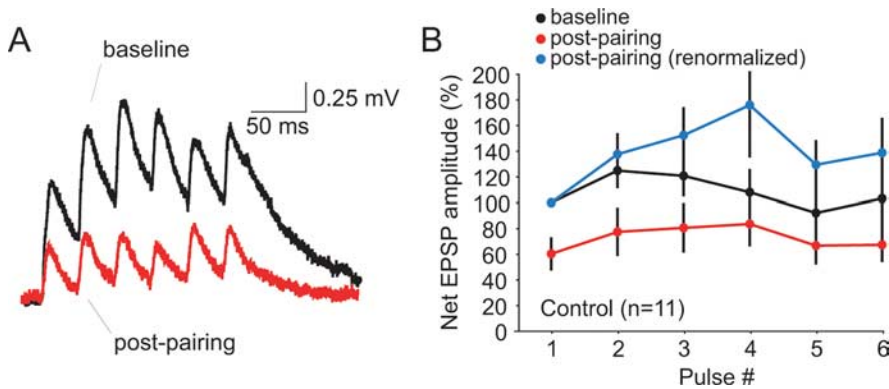 A
baseline
0.25 mV
50 ms
post-pairing
B
baseline
post-pairing
post-pairing (renormalized)
Net EPSP amplitude (%)
200
180
160
140
120
100
80
60
40
20
0
Control (n=11)
1 2 3 4 5 6
Pulse #